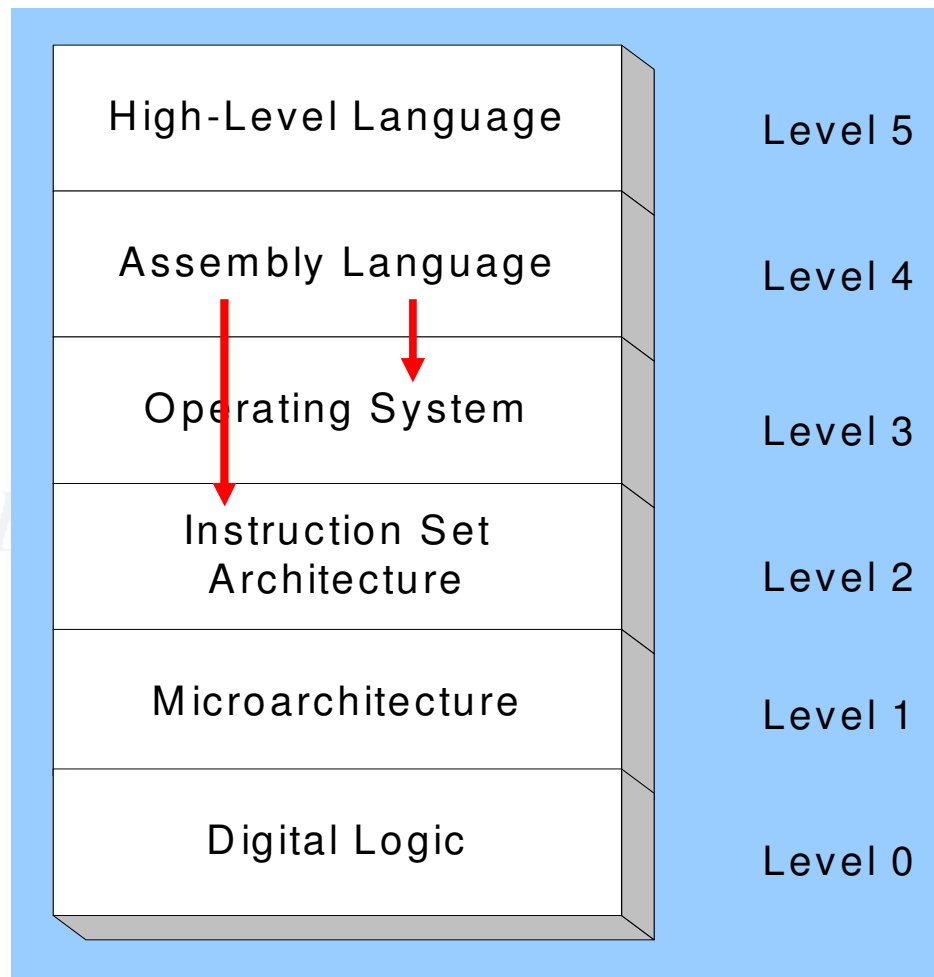 High-Level Language
Level 5
Assembly Language
Level 4
Operating System
Level 3
Instruction Set
Architecture
Level 2
Microarchitecture
Level 1
Digital Logic
Level 0